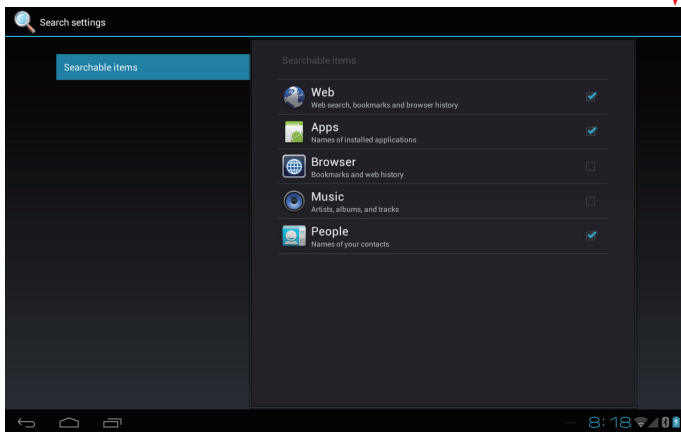 Search settings
Searchable items
Searchable items
Web
Web search, bookmarks and browser history
Apps
Names of installed applications
Browser
Bookmarks and web history
Music
Artists, albums, and tracks
People
Names of your contacts
8:18